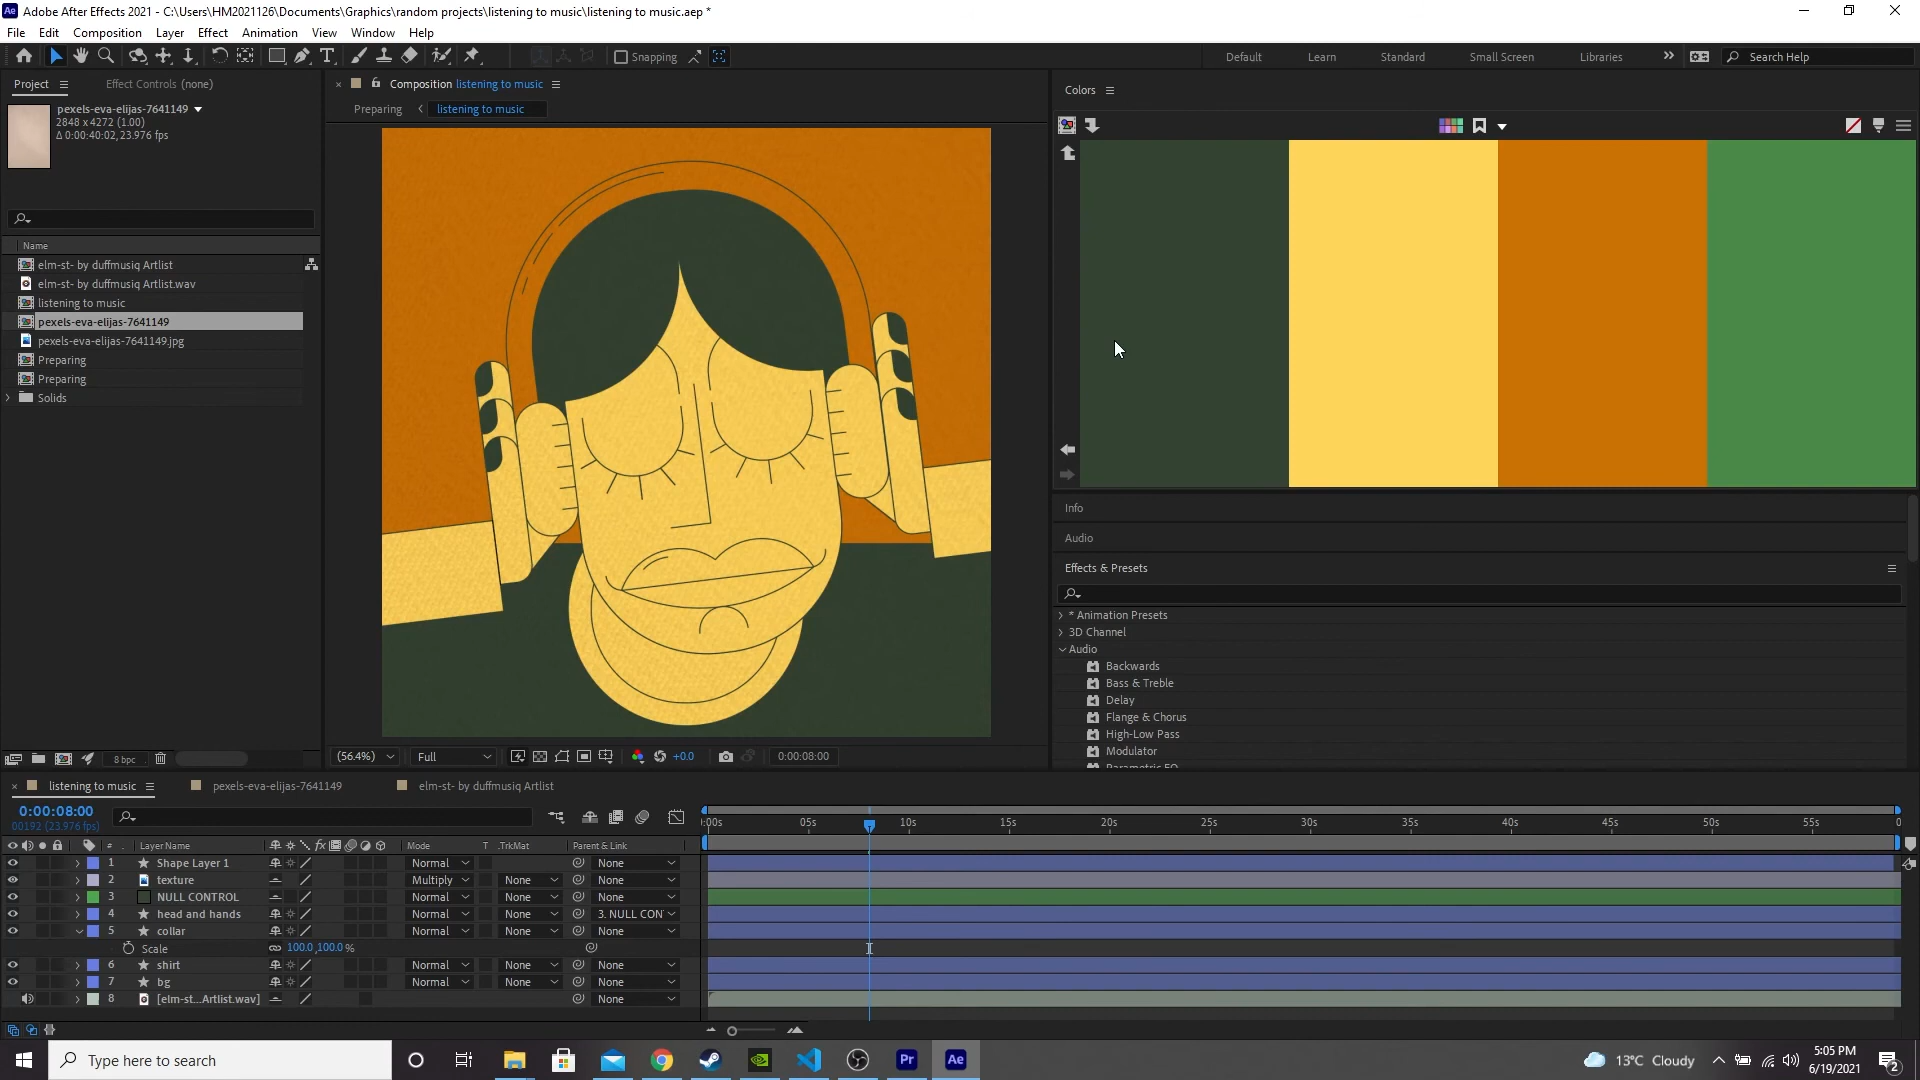 Adobe After Effects 2021 - C:\Users\HM2021126\Documents\Graphics\random projects\listening to music\listening to music.aep *
File Edit Composition Layer Effect Animation View Window Help
Snapping
Default Learn Standard Small Screen Libraries Search Help
Project Effect Controls (none)
Composition listening to music
Colors
pexels-eva-elijas-7641149
2848 x 4272 (1.00)
Δ 0:00:40:02, 23.976 fps
Preparing listening to music
Name
elm-st- by duffmusiq Artlist
elm-st- by duffmusiq Artlist.wav
listening to music
pexels-eva-elijas-7641149
pexels-eva-elijas-7641149.jpg
Preparing
Preparing
Solids
Info
Audio
Effects & Presets
* Animation Presets
3D Channel
Audio
Backwards
Bass & Treble
Delay
Flange & Chorus
High-Low Pass
Modulator
Parametric EQ
8 bpc
(56.4%) Full +0.0 0:00:08:00
listening to music pexels-eva-elijas-7641149 elm-st- by duffmusiq Artlist
0:00:08:00
00192 (23.976 fps)
:00s 05s 10s 15s 20s 25s 30s 35s 40s 45s 50s 55s 0
# Layer Name Mode T .TrkMat Parent & Link
1 Shape Layer 1 Normal None
2 texture Multiply None None
3 NULL CONTROL Normal None None
4 head and hands Normal None 3. NULL CON
5 collar Normal None None
Scale 100.0,100.0%
6 shirt Normal None None
7 bg Normal None None
8 [elm-st...Artlist.wav] None
Type here to search
13°C Cloudy
5:05 PM
6/19/2021
2